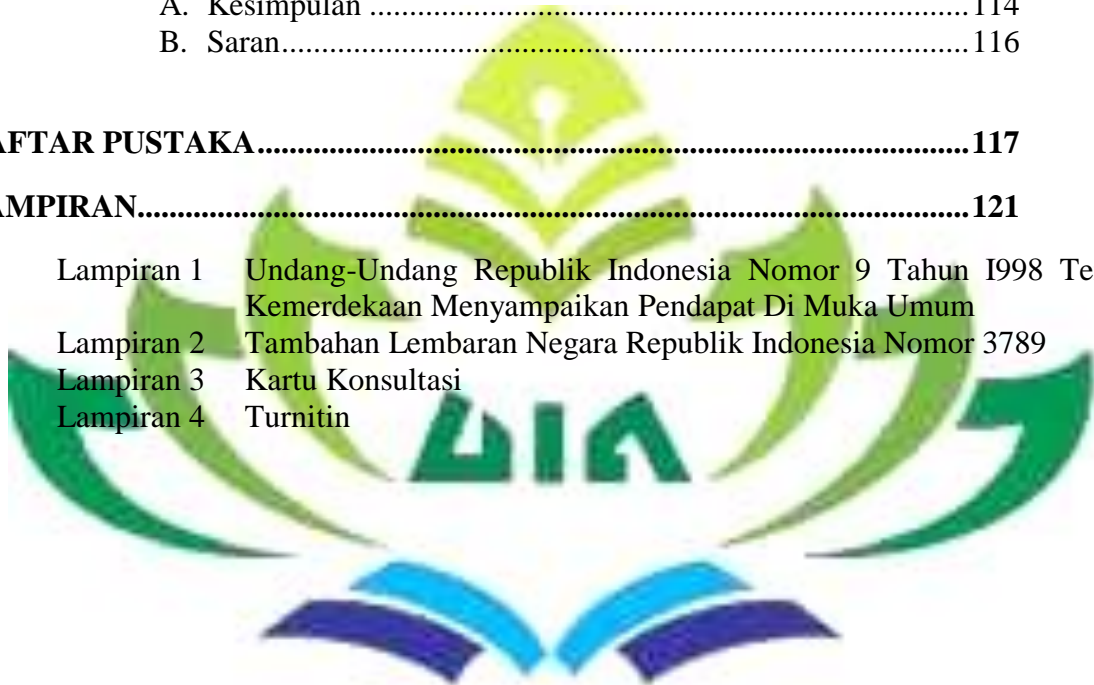 A. Kesimpulan ........................................................................... 114
B. Saran....................................................................................... 116
AFTAR PUSTAKA.......................................................................................... 117
AMPIRAN......................................................................................................... 121
Lampiran 1 Undang-Undang Republik Indonesia Nomor 9 Tahun I998 Te
Kemerdekaan Menyampaikan Pendapat Di Muka Umum
Lampiran 2 Tambahan Lembaran Negara Republik Indonesia Nomor 3789
Lampiran 3 Kartu Konsultasi
Lampiran 4 Turnitin
UIN